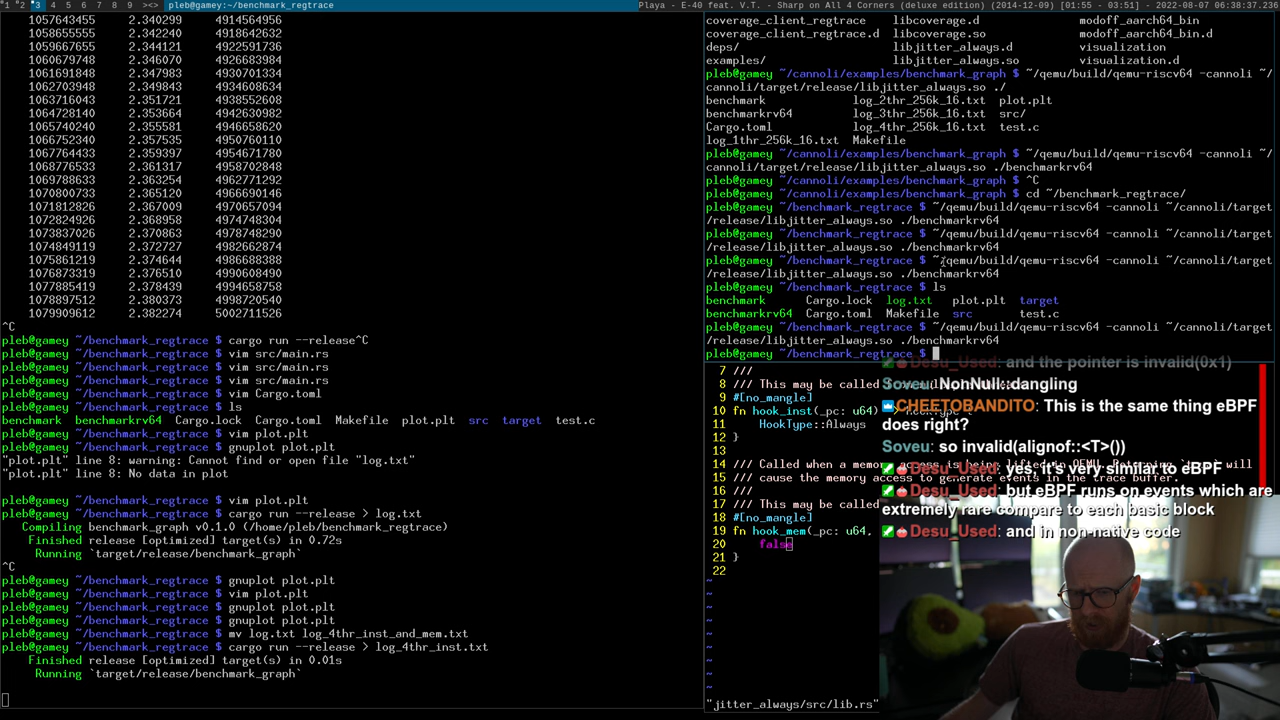 1 2 3 4 5 6 7 8 9 ><> pleb@gamey:~/benchmark_regtrace
Playa - E-40 feat. V.T. - Sharp on All 4 Corners (deluxe edition) (2014-12-09) [01:55 - 03:51] - 2022-08-07 06:38:37.236
1057643455 2.340299 4914564956
1058655555 2.342240 4918642632
1059667655 2.344121 4922591736
1060679748 2.346070 4926683984
1061691848 2.347983 4930701334
1062703948 2.349843 4934608634
1063716043 2.351721 4938552608
1064728140 2.353664 4942630982
1065740240 2.355581 4946658620
1066752340 2.357535 4950760110
1067764433 2.359397 4954671780
1068776533 2.361317 4958702848
1069788633 2.363254 4962771292
1070800733 2.365120 4966690146
1071812826 2.367009 4970657094
1072824926 2.368958 4974748304
1073837026 2.370863 4978748290
1074849119 2.372727 4982662874
1075861219 2.374644 4986688388
1076873319 2.376510 4990608490
1077885419 2.378429 4994658758
1078897512 2.380373 4998720540
1079909612 2.382274 5002711526
^C
pleb@gamey ~/benchmark_regtrace $ cargo run --release^C
pleb@gamey ~/benchmark_regtrace $ vim src/main.rs
pleb@gamey ~/benchmark_regtrace $ vim src/main.rs
pleb@gamey ~/benchmark_regtrace $ vim src/main.rs
pleb@gamey ~/benchmark_regtrace $ vim Cargo.toml
pleb@gamey ~/benchmark_regtrace $ ls
benchmark benchmarkrv64 Cargo.lock Cargo.toml Makefile plot.plt src target test.c
pleb@gamey ~/benchmark_regtrace $ vim plot.plt
pleb@gamey ~/benchmark_regtrace $ gnuplot plot.plt
"plot.plt" line 8: warning: Cannot find or open file "log.txt"
"plot.plt" line 8: No data in plot
pleb@gamey ~/benchmark_regtrace $ vim plot.plt
pleb@gamey ~/benchmark_regtrace $ cargo run --release > log.txt
Compiling benchmark_graph v0.1.0 (/home/pleb/benchmark_regtrace)
Finished release [optimized] target(s) in 0.72s
Running `target/release/benchmark_graph`
^C
pleb@gamey ~/benchmark_regtrace $ gnuplot plot.plt
pleb@gamey ~/benchmark_regtrace $ vim plot.plt
pleb@gamey ~/benchmark_regtrace $ gnuplot plot.plt
pleb@gamey ~/benchmark_regtrace $ gnuplot plot.plt
pleb@gamey ~/benchmark_regtrace $ mv log.txt log_4thr_inst_and_mem.txt
pleb@gamey ~/benchmark_regtrace $ cargo run --release > log_4thr_inst.txt
Finished release [optimized] target(s) in 0.01s
Running `target/release/benchmark_graph`
coverage_client_regtrace libcoverage.d modoff_aarch64_bin
coverage_client_regtrace.d libcoverage.so modoff_aarch64_bin.d
deps/ libjitter_always.d visualization
examples/ libjitter_always.so visualization.d
pleb@gamey ~/cannoli/examples/benchmark_graph $ ~/qemu/build/qemu-riscv64 -cannoli ~/
cannoli/target/release/libjitter_always.so ./
benchmark log_2thr_256k_16.txt plot.plt
benchmarkrv64 log_3thr_256k_16.txt src/
Cargo.toml log_4thr_256k_16.txt test.c
log_1thr_256k_16.txt Makefile
pleb@gamey ~/cannoli/examples/benchmark_graph $ ~/qemu/build/qemu-riscv64 -cannoli ~/
cannoli/target/release/libjitter_always.so ./benchmarkrv64
pleb@gamey ~/cannoli/examples/benchmark_graph $ ^C
pleb@gamey ~/cannoli/examples/benchmark_graph $ cd ~/benchmark_regtrace/
pleb@gamey ~/benchmark_regtrace $ ~/qemu/build/qemu-riscv64 -cannoli ~/cannoli/target
/release/libjitter_always.so ./benchmarkrv64
pleb@gamey ~/benchmark_regtrace $ ~/qemu/build/qemu-riscv64 -cannoli ~/cannoli/target
/release/libjitter_always.so ./benchmarkrv64
pleb@gamey ~/benchmark_regtrace $ ~/qemu/build/qemu-riscv64 -cannoli ~/cannoli/target
/release/libjitter_always.so ./benchmarkrv64
pleb@gamey ~/benchmark_regtrace $ ls
benchmark Cargo.lock log.txt plot.plt target
benchmarkrv64 Cargo.toml Makefile src test.c
pleb@gamey ~/benchmark_regtrace $ ~/qemu/build/qemu-riscv64 -cannoli ~/cannoli/target
/release/libjitter_always.so ./benchmarkrv64
pleb@gamey ~/benchmark_regtrace $
7 ///
8 /// This may be called
9 #[no_mangle]
10 fn hook_inst(_pc: u64)
11 HookType::Always
12 }
13
14 /// Called when a memory access is being lifted in QEMU. will
15 /// cause the memory access to generate events in the trace buffer.
16 ///
17 /// This may be called
18 #[no_mangle]
19 fn hook_mem(_pc: u64,
20 false
21 }
22
~
~
~
~
~
~
~
~
~
"jitter_always/src/lib.rs"
Desu_Used: and the pointer is invalid(0x1)
Soveu: NonNull::dangling
CHEETOBANDITO: This is the same thing eBPF
does right?
Soveu: so invalid(alignof::<T>())
Desu_Used: yes, it's very similar to eBPF
Desu_Used: but eBPF runs on events which are
extremely rare compare to each basic block
Desu_Used: and in non-native code